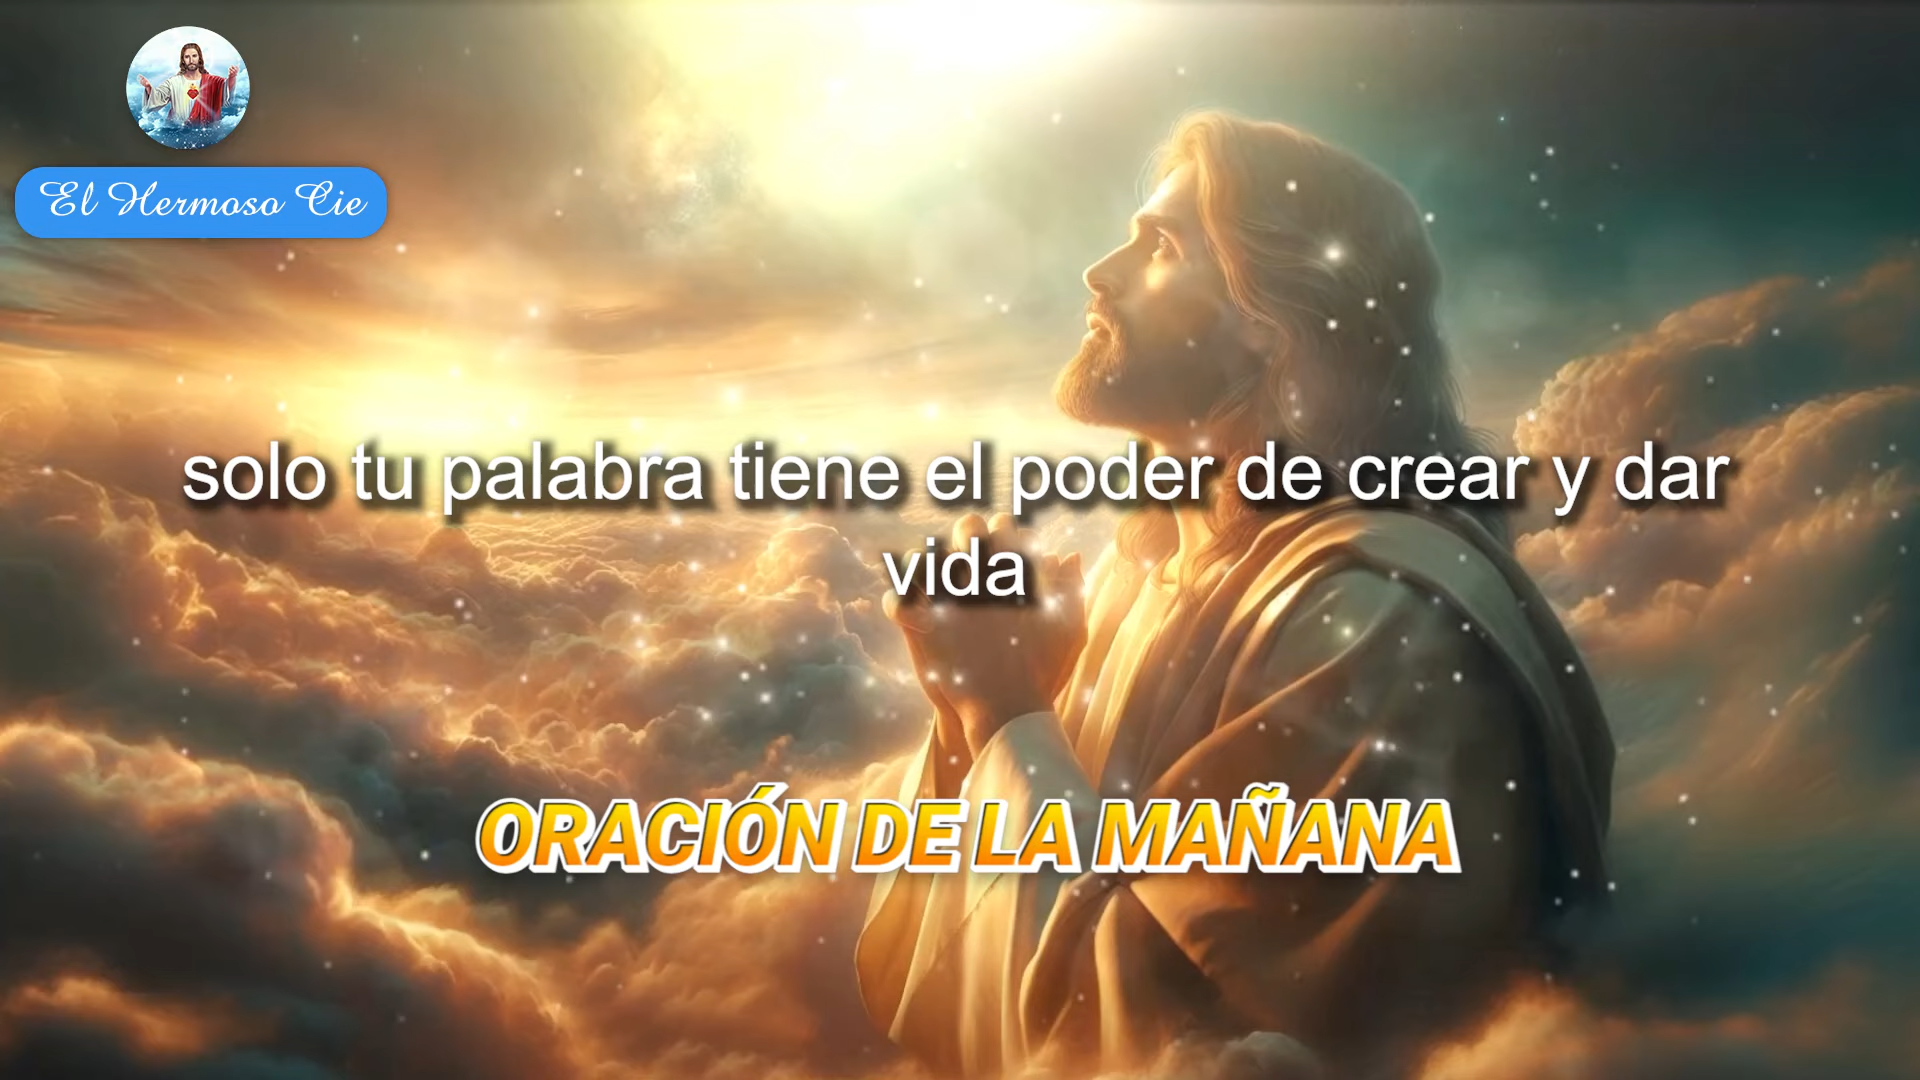 El Hermoso Cie
solo tu palabra tiene el poder de crear y dar
vida
ORACIÓN DE LA MAÑANA